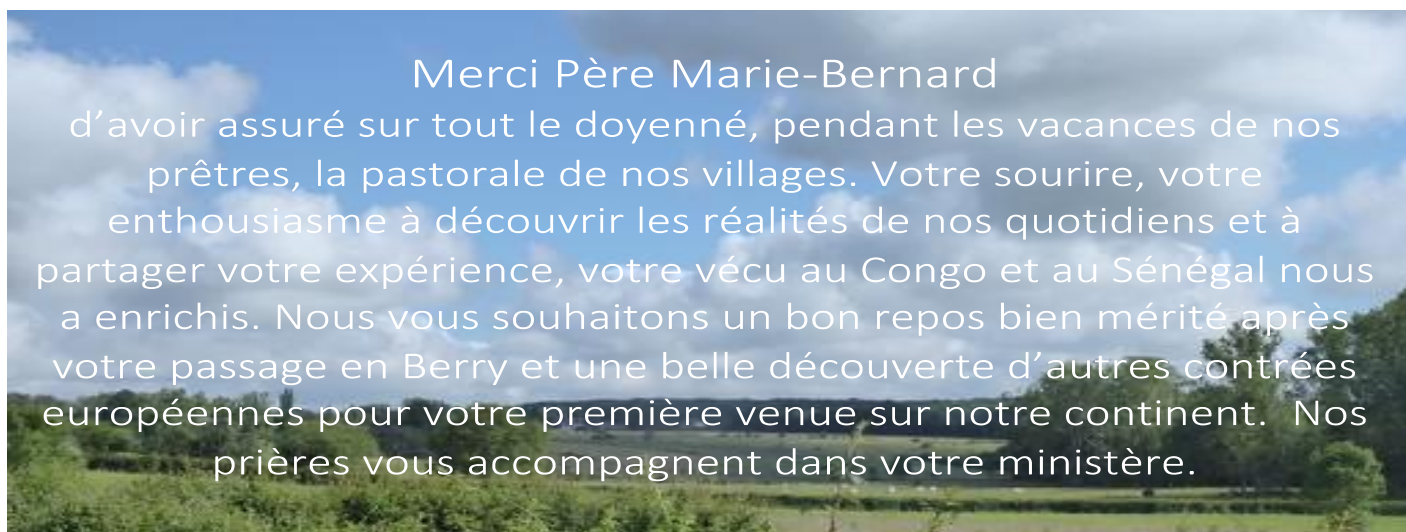 Merci Père Marie-Bernard
d’avoir assuré sur tout le doyenné, pendant les vacances de nos
prêtres, la pastorale de nos villages. Votre sourire, votre
enthousiasme à découvrir les réalités de nos quotidiens et à
partager votre expérience, votre vécu au Congo et au Sénégal nous
a enrichis. Nous vous souhaitons un bon repos bien mérité après
votre passage en Berry et une belle découverte d’autres contrées
européennes pour votre première venue sur notre continent.  Nos
prières vous accompagnent dans votre ministère.